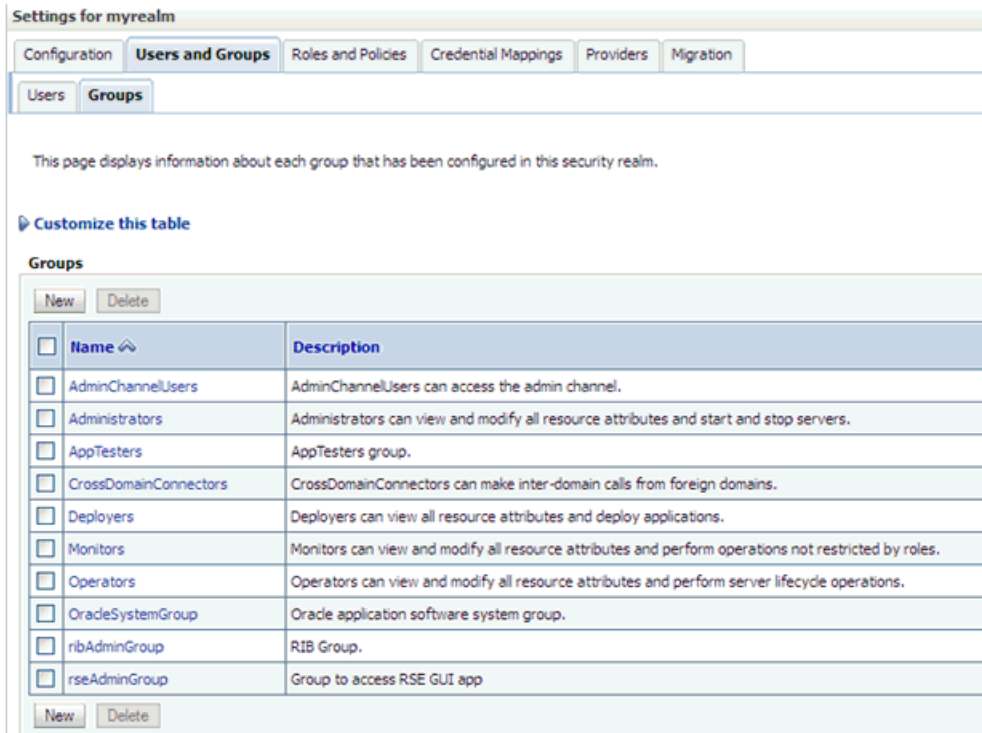 Settings for myrealm
Configuration Users and Groups Roles and Policies Credential Mappings Providers Migration
Users Groups
This page displays information about each group that has been configured in this security realm.
Customize this table
Groups
New Delete
Name Description
AdminChannelUsers AdminChannelUsers can access the admin channel.
Administrators Administrators can view and modify all resource attributes and start and stop servers.
AppTesters AppTesters group.
CrossDomainConnectors CrossDomainConnectors can make inter-domain calls from foreign domains.
Deployers Deployers can view all resource attributes and deploy applications.
Monitors Monitors can view and modify all resource attributes and perform operations not restricted by roles.
Operators Operators can view and modify all resource attributes and perform server lifecycle operations.
OracleSystemGroup Oracle application software system group.
ribAdminGroup RIB Group.
rseAdminGroup Group to access RSE GUI app
New Delete